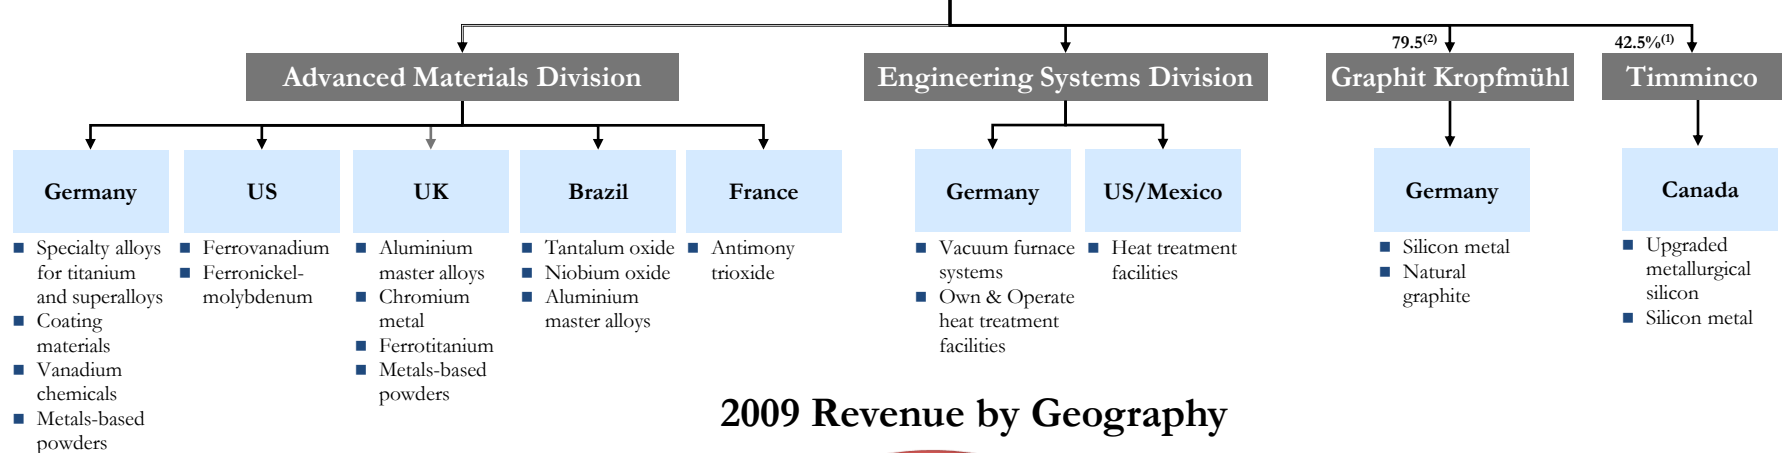 79.5(2)
42.5%(1)
Advanced Materials Division
Engineering Systems Division
Graphit Kropfmühl
Timminco
Germany
US
UK
Brazil
France
Germany
US/Mexico
Germany
Canada
Specialty alloys
for titanium
and superalloys
Coating
materials
Vanadium
chemicals
Metals-based
powders
Ferrovanadium
Ferronickel-
molybdenum
Aluminium
master alloys
Chromium
metal
Ferrotitanium
Metals-based
powders
Tantalum oxide
Niobium oxide
Aluminium
master alloys
Antimony
trioxide
Vacuum furnace
systems
Own & Operate
heat treatment
facilities
Heat treatment
facilities
Silicon metal
Natural
graphite
Upgraded
metallurgical
silicon
Silicon metal
2009 Revenue by Geography